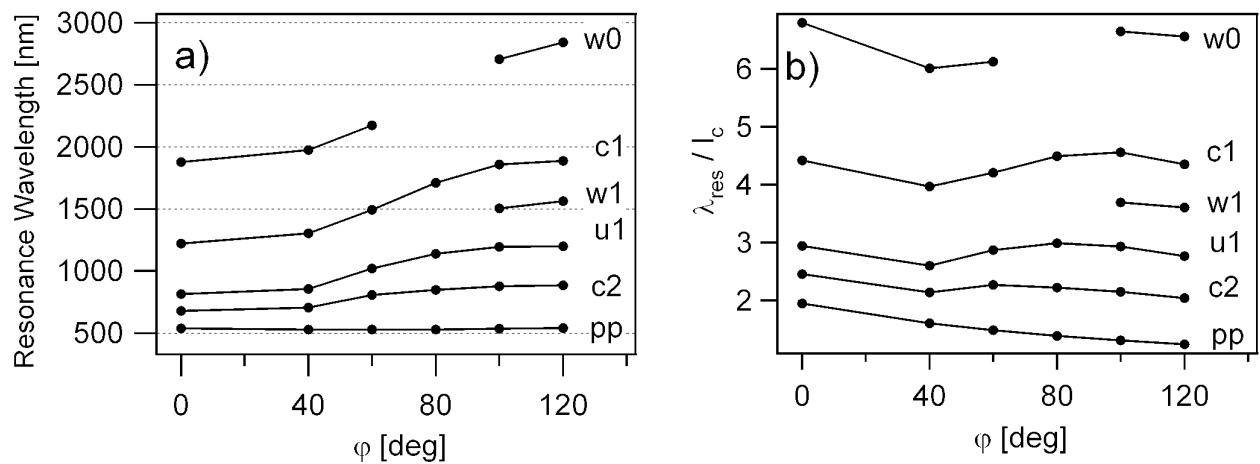 Resonance Wavelength [nm]
3000
2500
2000
1500
1000
500
a)
w0
c1
w1
u1
c2
pp
0
40
80
120
φ [deg]
λres / lc
6
5
4
3
2
b)
w0
c1
w1
u1
c2
pp
0
40
80
120
φ [deg]